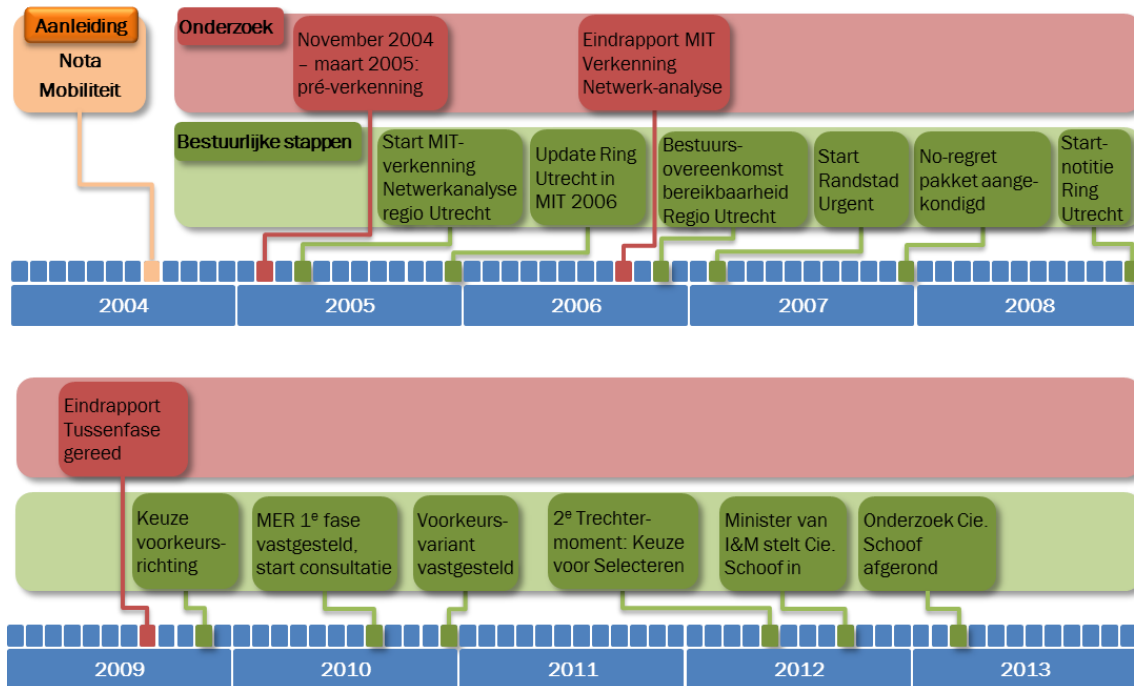 Aanleiding
Nota
Mobiliteit
Onderzoek
November 2004
– maart 2005:
pré-verkenning
Eindrapport MIT
Verkenning
Netwerk-analyse
Bestuurlijke stappen
Start MIT-
verkenning
Netwerkanalyse
regio Utrecht
Update Ring
Utrecht in
MIT 2006
Bestuurs-
overeenkomst
bereikbaarheid
Regio Utrecht
Start
Randstad
Urgent
No-regret
pakket aange-
kondigd
Start-
notitie
Ring
Utrecht
2004
2005
2006
2007
2008
Eindrapport
Tussenfase
gereed
Keuze
voorkeurs-
richting
MER 1e fase
vastgesteld,
start consultatie
Voorkeurs-
variant
vastgesteld
2e Trechter-
moment: Keuze
voor Selecteren
Minister van
I&M stelt Cie.
Schoof in
Onderzoek Cie.
Schoof
afgerond
2009
2010
2011
2012
2013